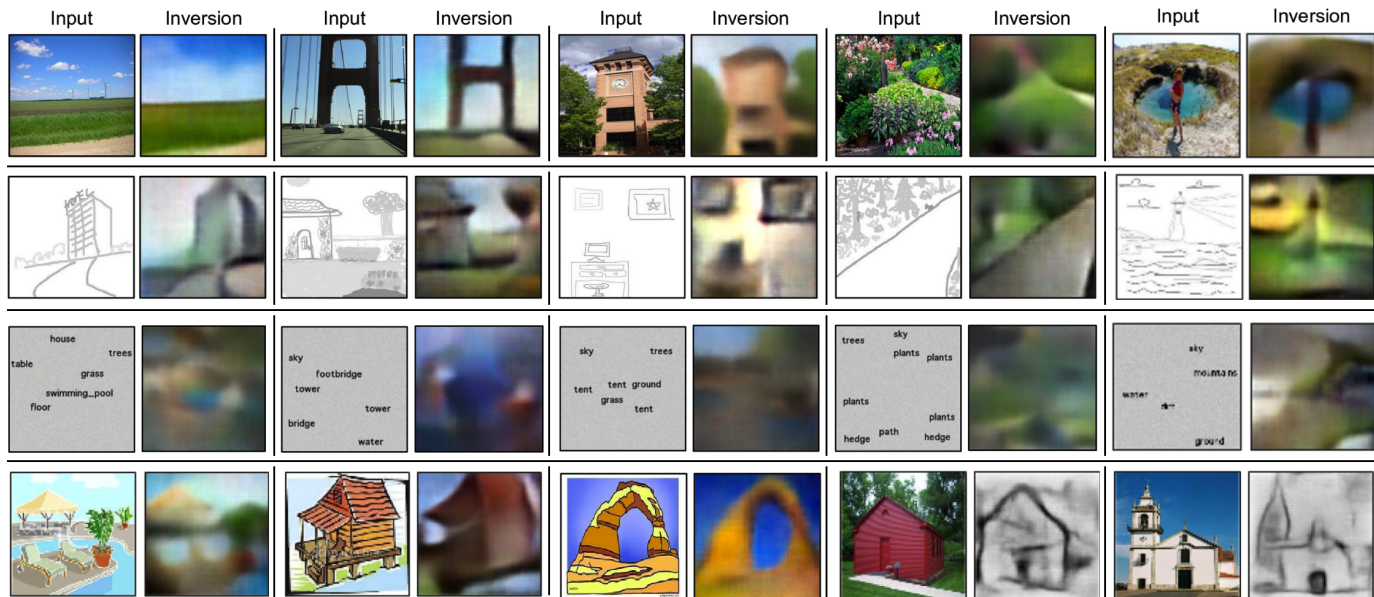 Input Inversion Input Inversion Input Inversion Input Inversion Input Inversion
HOTEL
house
trees
table
grass
swimming_pool
floor
sky
footbridge
tower
tower
bridge
water
sky
trees
tent
tent
ground
grass
tent
sky
trees
plants
plants
plants
plants
path
hedge
hedge
sky
mountains
water
ground